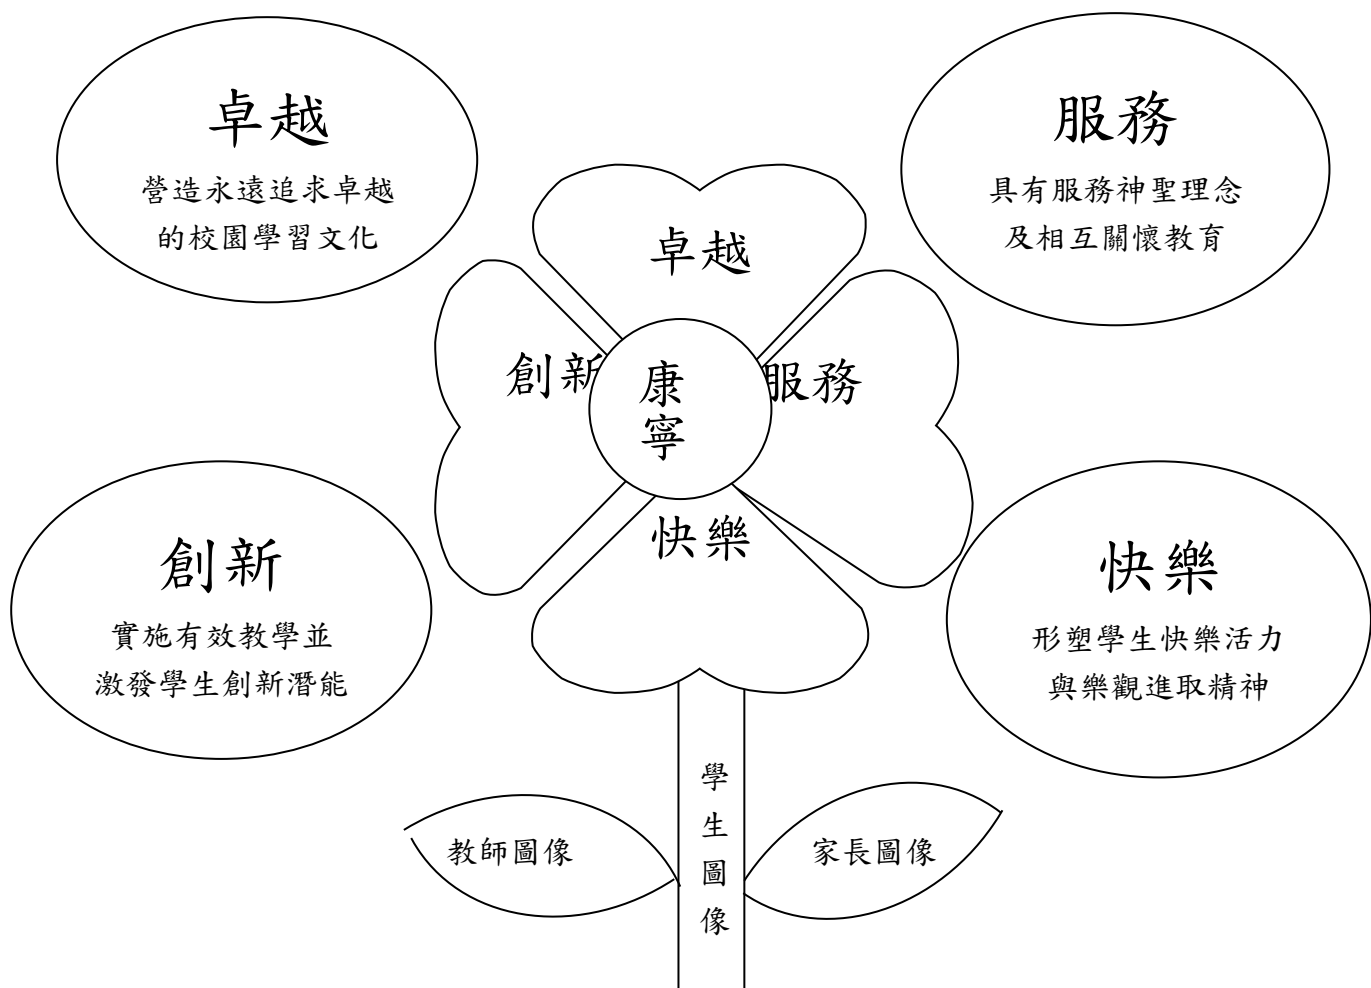 卓越
營造永遠追求卓越
的校園學習文化
服務
具有服務神聖理念
及相互關懷教育
卓越
創新
康
寧
服務
快樂
創新
實施有效教學並
激發學生創新潛能
快樂
形塑學生快樂活力
與樂觀進取精神
學
生
圖
像
教師圖像
家長圖像